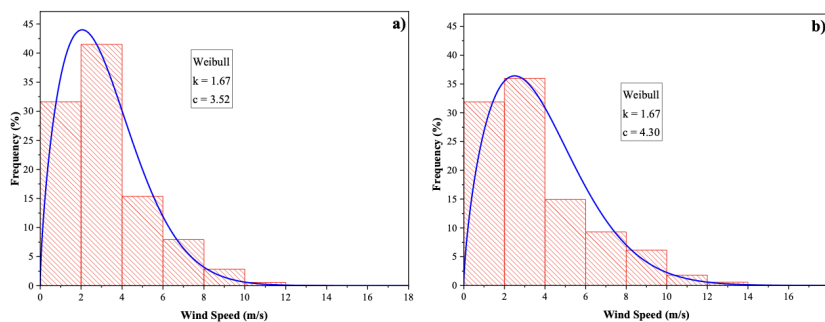 a)
45
40
35
30
25
20
15
10
5
0
Frequency (%)
Weibull
k = 1.67
c = 3.52
0 2 4 6 8 10 12 14 16 18
Wind Speed (m/s)
b)
45
40
35
30
25
20
15
10
5
0
Frequency (%)
Weibull
k = 1.67
c = 4.30
0 2 4 6 8 10 12 14 16
Wind Speed (m/s)